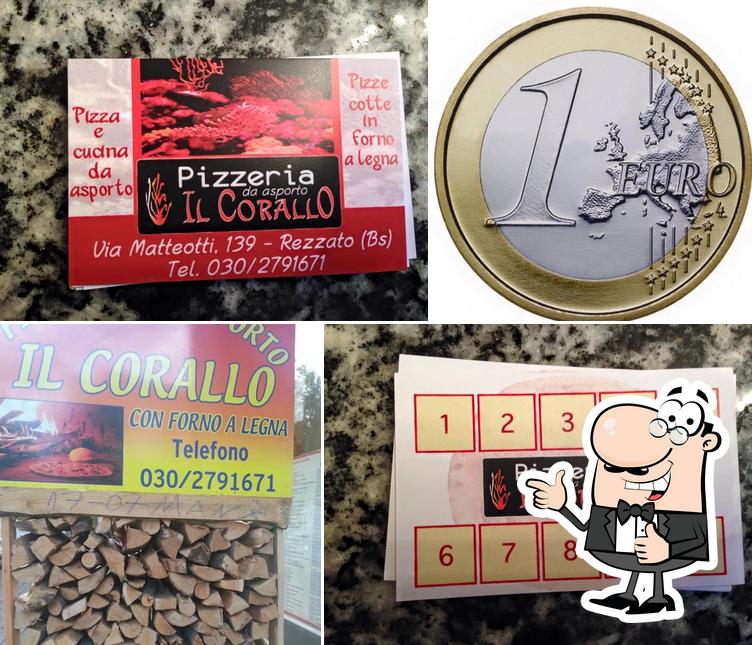 Pizza
e
cucina
da
asporto
Pizze
cotte
in
forno
a legna
Pizzeria
da asporto
IL CORALLO
Via Matteotti. 139 - Rezzato (Bs)
Tel. 030/2791671
1 EURO
PORTO
IL CORALLO
CON FORNO A LEGNA
Telefono
030/2791671
1 2 3
6 7 8